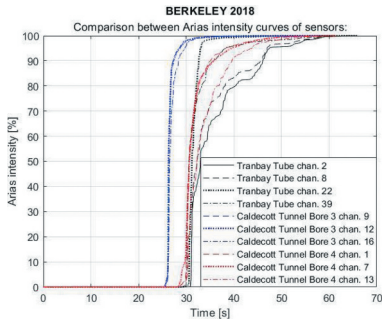 BERKELEY 2018
Comparison between Arias intensity curves of sensors:
Arias intensity [%]
100
90
80
70
60
50
40
30
20
10
0
Tranbay Tube chan. 2
Tranbay Tube chan. 8
Tranbay Tube chan. 22
Tranbay Tube chan. 39
Caldecott Tunnel Bore 3 chan. 9
Caldecott Tunnel Bore 3 chan. 12
Caldecott Tunnel Bore 3 chan. 16
Caldecott Tunnel Bore 4 chan. 1
Caldecott Tunnel Bore 4 chan. 7
Caldecott Tunnel Bore 4 chan. 13
0 10 20 30 40 50 60 70
Time [s]